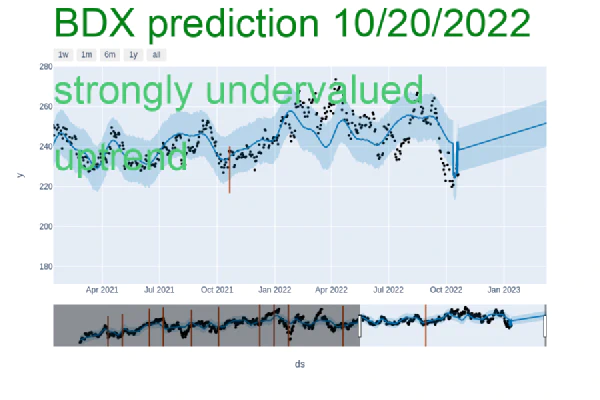 BDX prediction 10/20/2022
1w 1m 6m 1y all
280
strongly undervalued
260
240
uptrend
y
220
200
180
Apr 2021 Jul 2021 Oct 2021 Jan 2022 Apr 2022 Jul 2022 Oct 2022 Jan 2023
ds